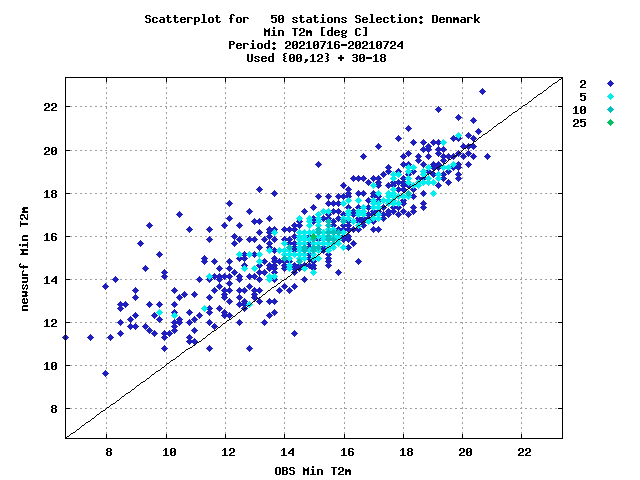 Scatterplot for   50 stations Selection: Denmark
Min T2m [deg C]
Period: 20210716-20210724
Used {00,12} + 30-18
2
5
10
25
22
20
18
16
14
12
10
8
newsurf Min T2m
8 10 12 14 16 18 20 22
OBS Min T2m